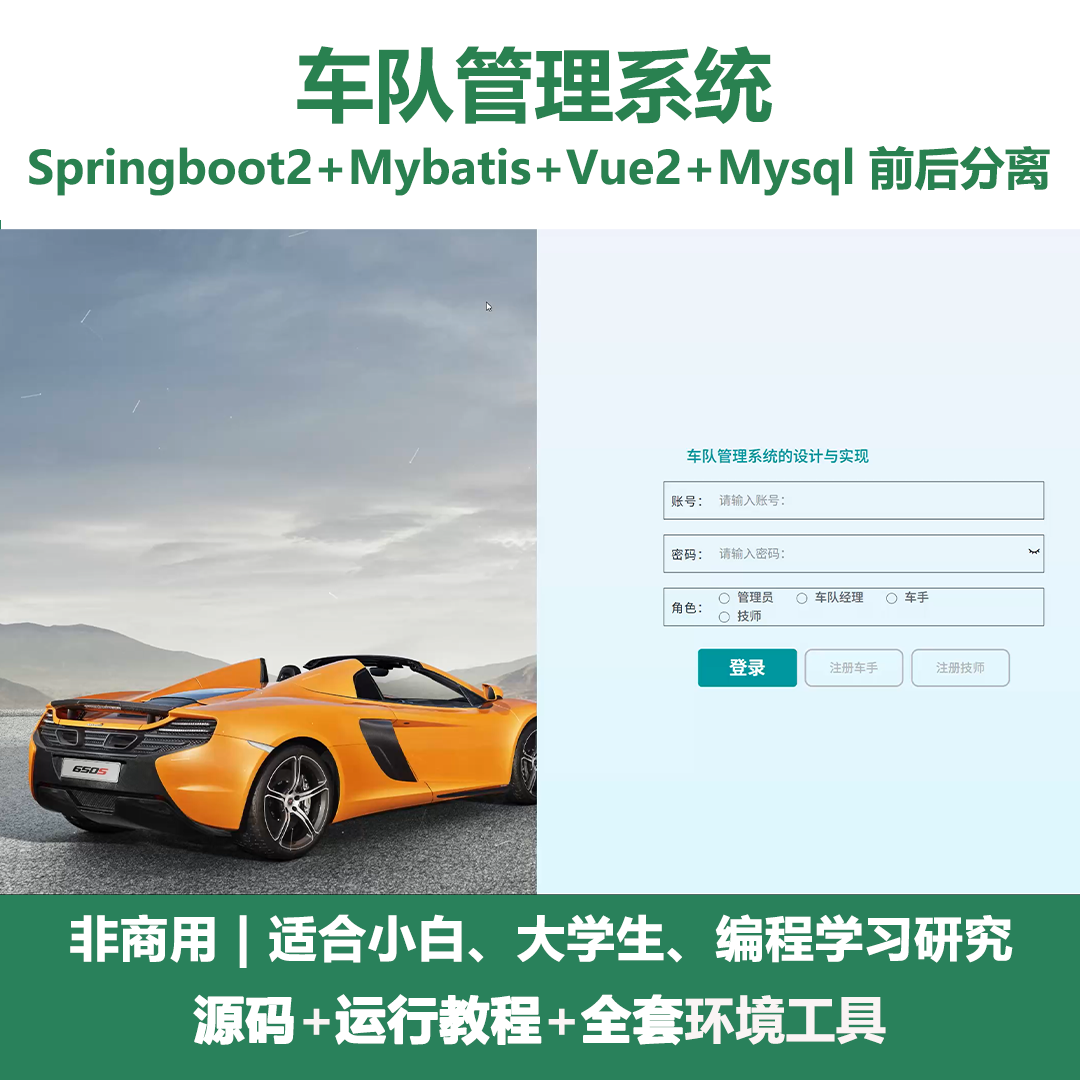 车队管理系统
Springboot2+Mybatis+Vue2+Mysql 前后分离
车队管理系统的设计与实现
账号： 请输入账号：
密码： 请输入密码：
角色： 管理员 车队经理 车手
技师
登录 注册车手 注册技师
650S
非商用 | 适合小白、大学生、编程学习研究
源码+运行教程+全套环境工具